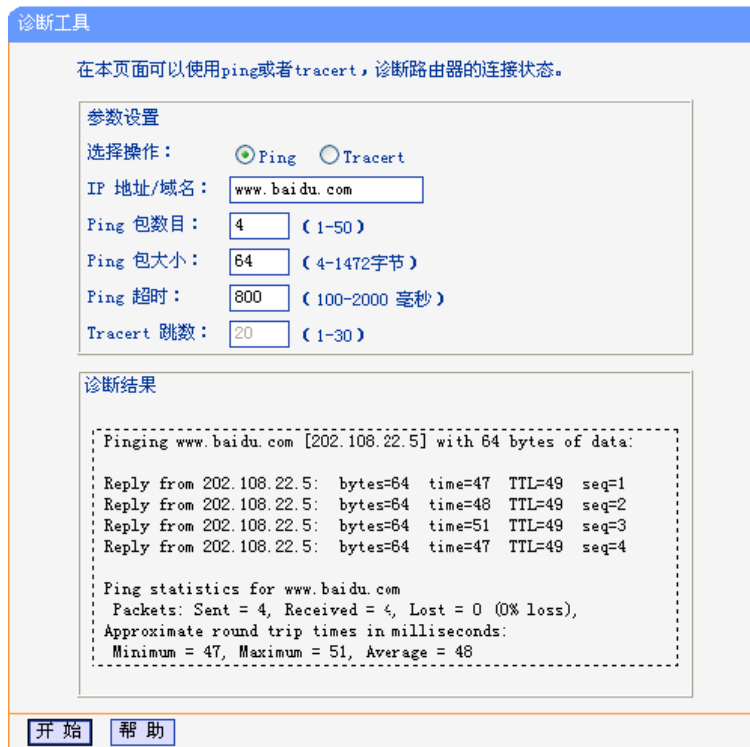 诊断工具
在本页面可以使用ping或者tracert，诊断路由器的连接状态。
参数设置
选择操作： Ping Tracert
IP 地址/域名： www.baidu.com
Ping 包数目： 4 （1-50）
Ping 包大小： 64 （4-1472字节）
Ping 超时： 800 （100-2000 毫秒）
Tracert 跳数： 20 （1-30）
诊断结果
Pinging www.baidu.com [202.108.22.5] with 64 bytes of data:
Reply from 202.108.22.5: bytes=64 time=47 TTL=49 seq=1
Reply from 202.108.22.5: bytes=64 time=48 TTL=49 seq=2
Reply from 202.108.22.5: bytes=64 time=51 TTL=49 seq=3
Reply from 202.108.22.5: bytes=64 time=47 TTL=49 seq=4
Ping statistics for www.baidu.com
Packets: Sent = 4, Received = 4, Lost = 0 (0% loss),
Approximate round trip times in milliseconds:
Minimum = 47, Maximum = 51, Average = 48
开 始 帮 助